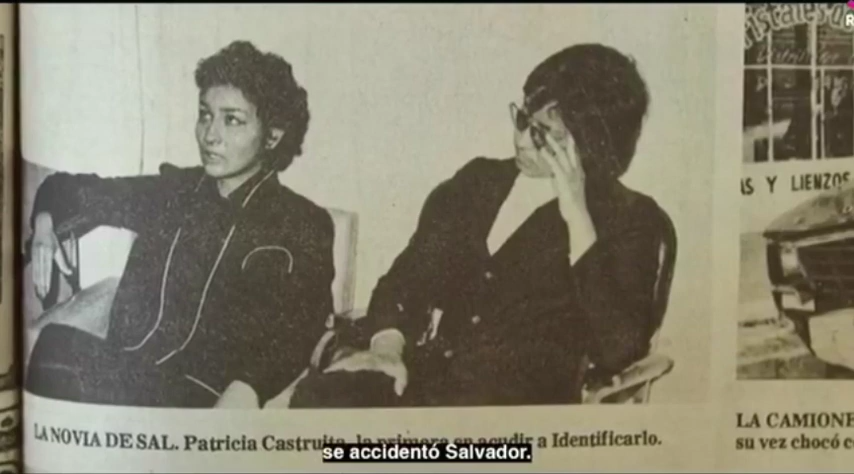 ristales d
R
AS Y LIENZOS
LA NOVIA DE SAL. Patricia Castruita, la primera en acudir a Identificarlo.
LA CAMIONE
su vez chocó c
se accidentó Salvador.